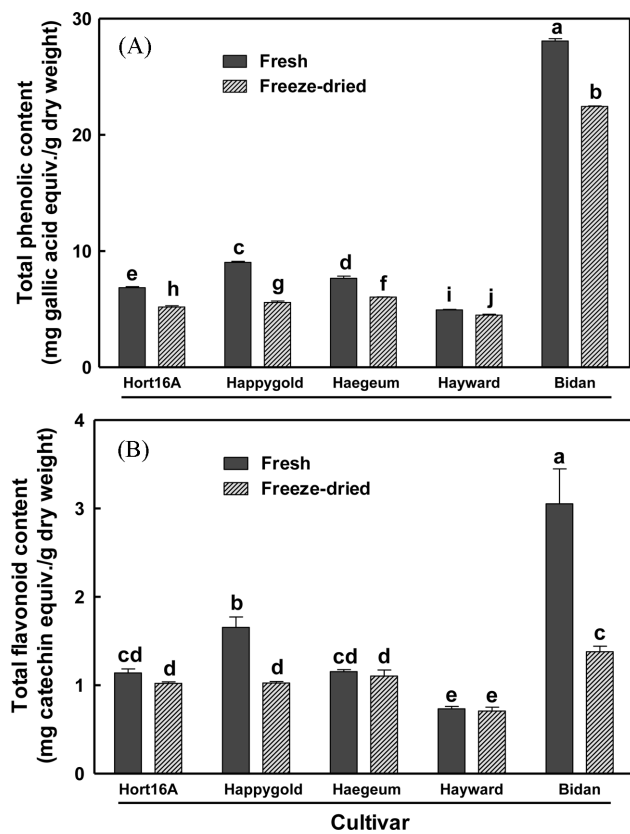 (A)
Total phenolic content
(mg gallic acid equiv./g dry weight)
30
20
10
0
Fresh
Freeze-dried
e
h
c
g
d
f
i
j
a
b
Hort16A
Happygold
Haegeum
Hayward
Bidan
(B)
Total flavonoid content
(mg catechin equiv./g dry weight)
4
3
2
1
0
Fresh
Freeze-dried
cd
d
b
d
cd
d
e
e
a
c
Hort16A
Happygold
Haegeum
Hayward
Bidan
Cultivar